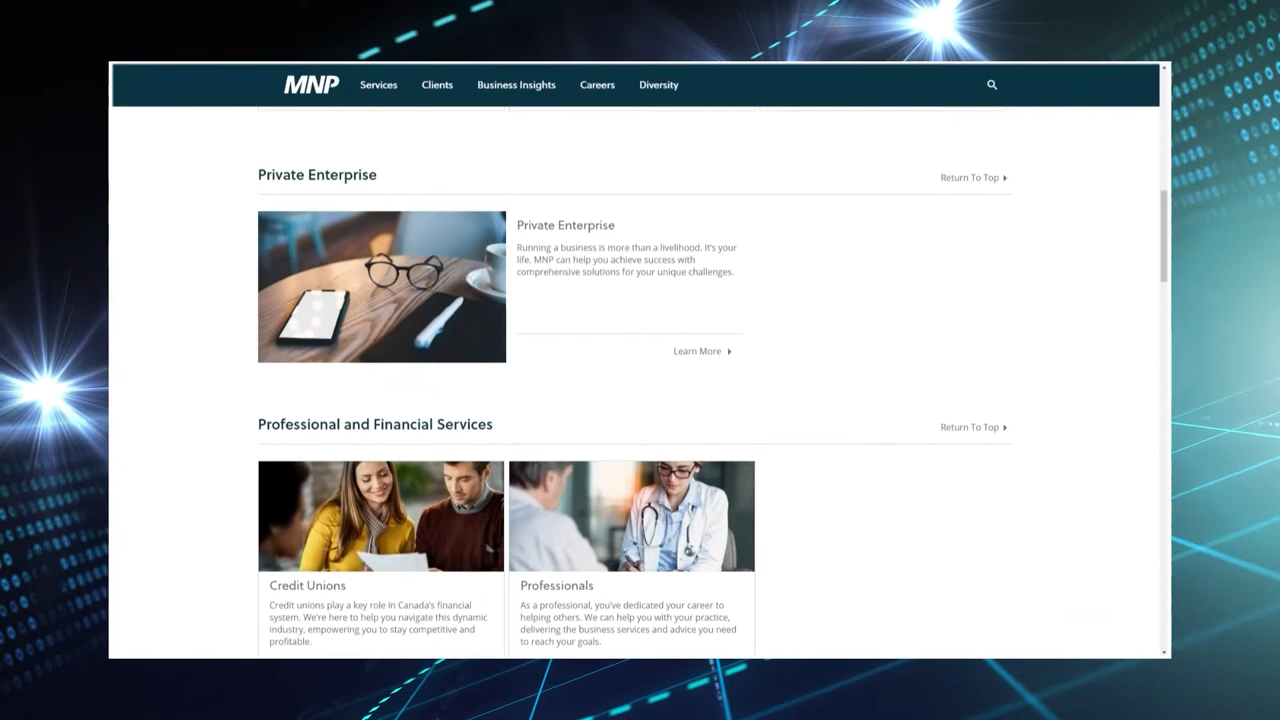 MNP Services Clients Business Insights Careers Diversity
Private Enterprise
Return To Top
Private Enterprise
Running a business is more than a livelihood. It's your
life. MNP can help you achieve success with
comprehensive solutions for your unique challenges.
Learn More
Professional and Financial Services
Return To Top
Credit Unions
Credit unions play a key role in Canada's financial
system. We're here to help you navigate this dynamic
industry, empowering you to stay competitive and
profitable.
Professionals
As a professional, you've dedicated your career to
helping others. We can help you with your practice,
delivering the business services and advice you need
to reach your goals.